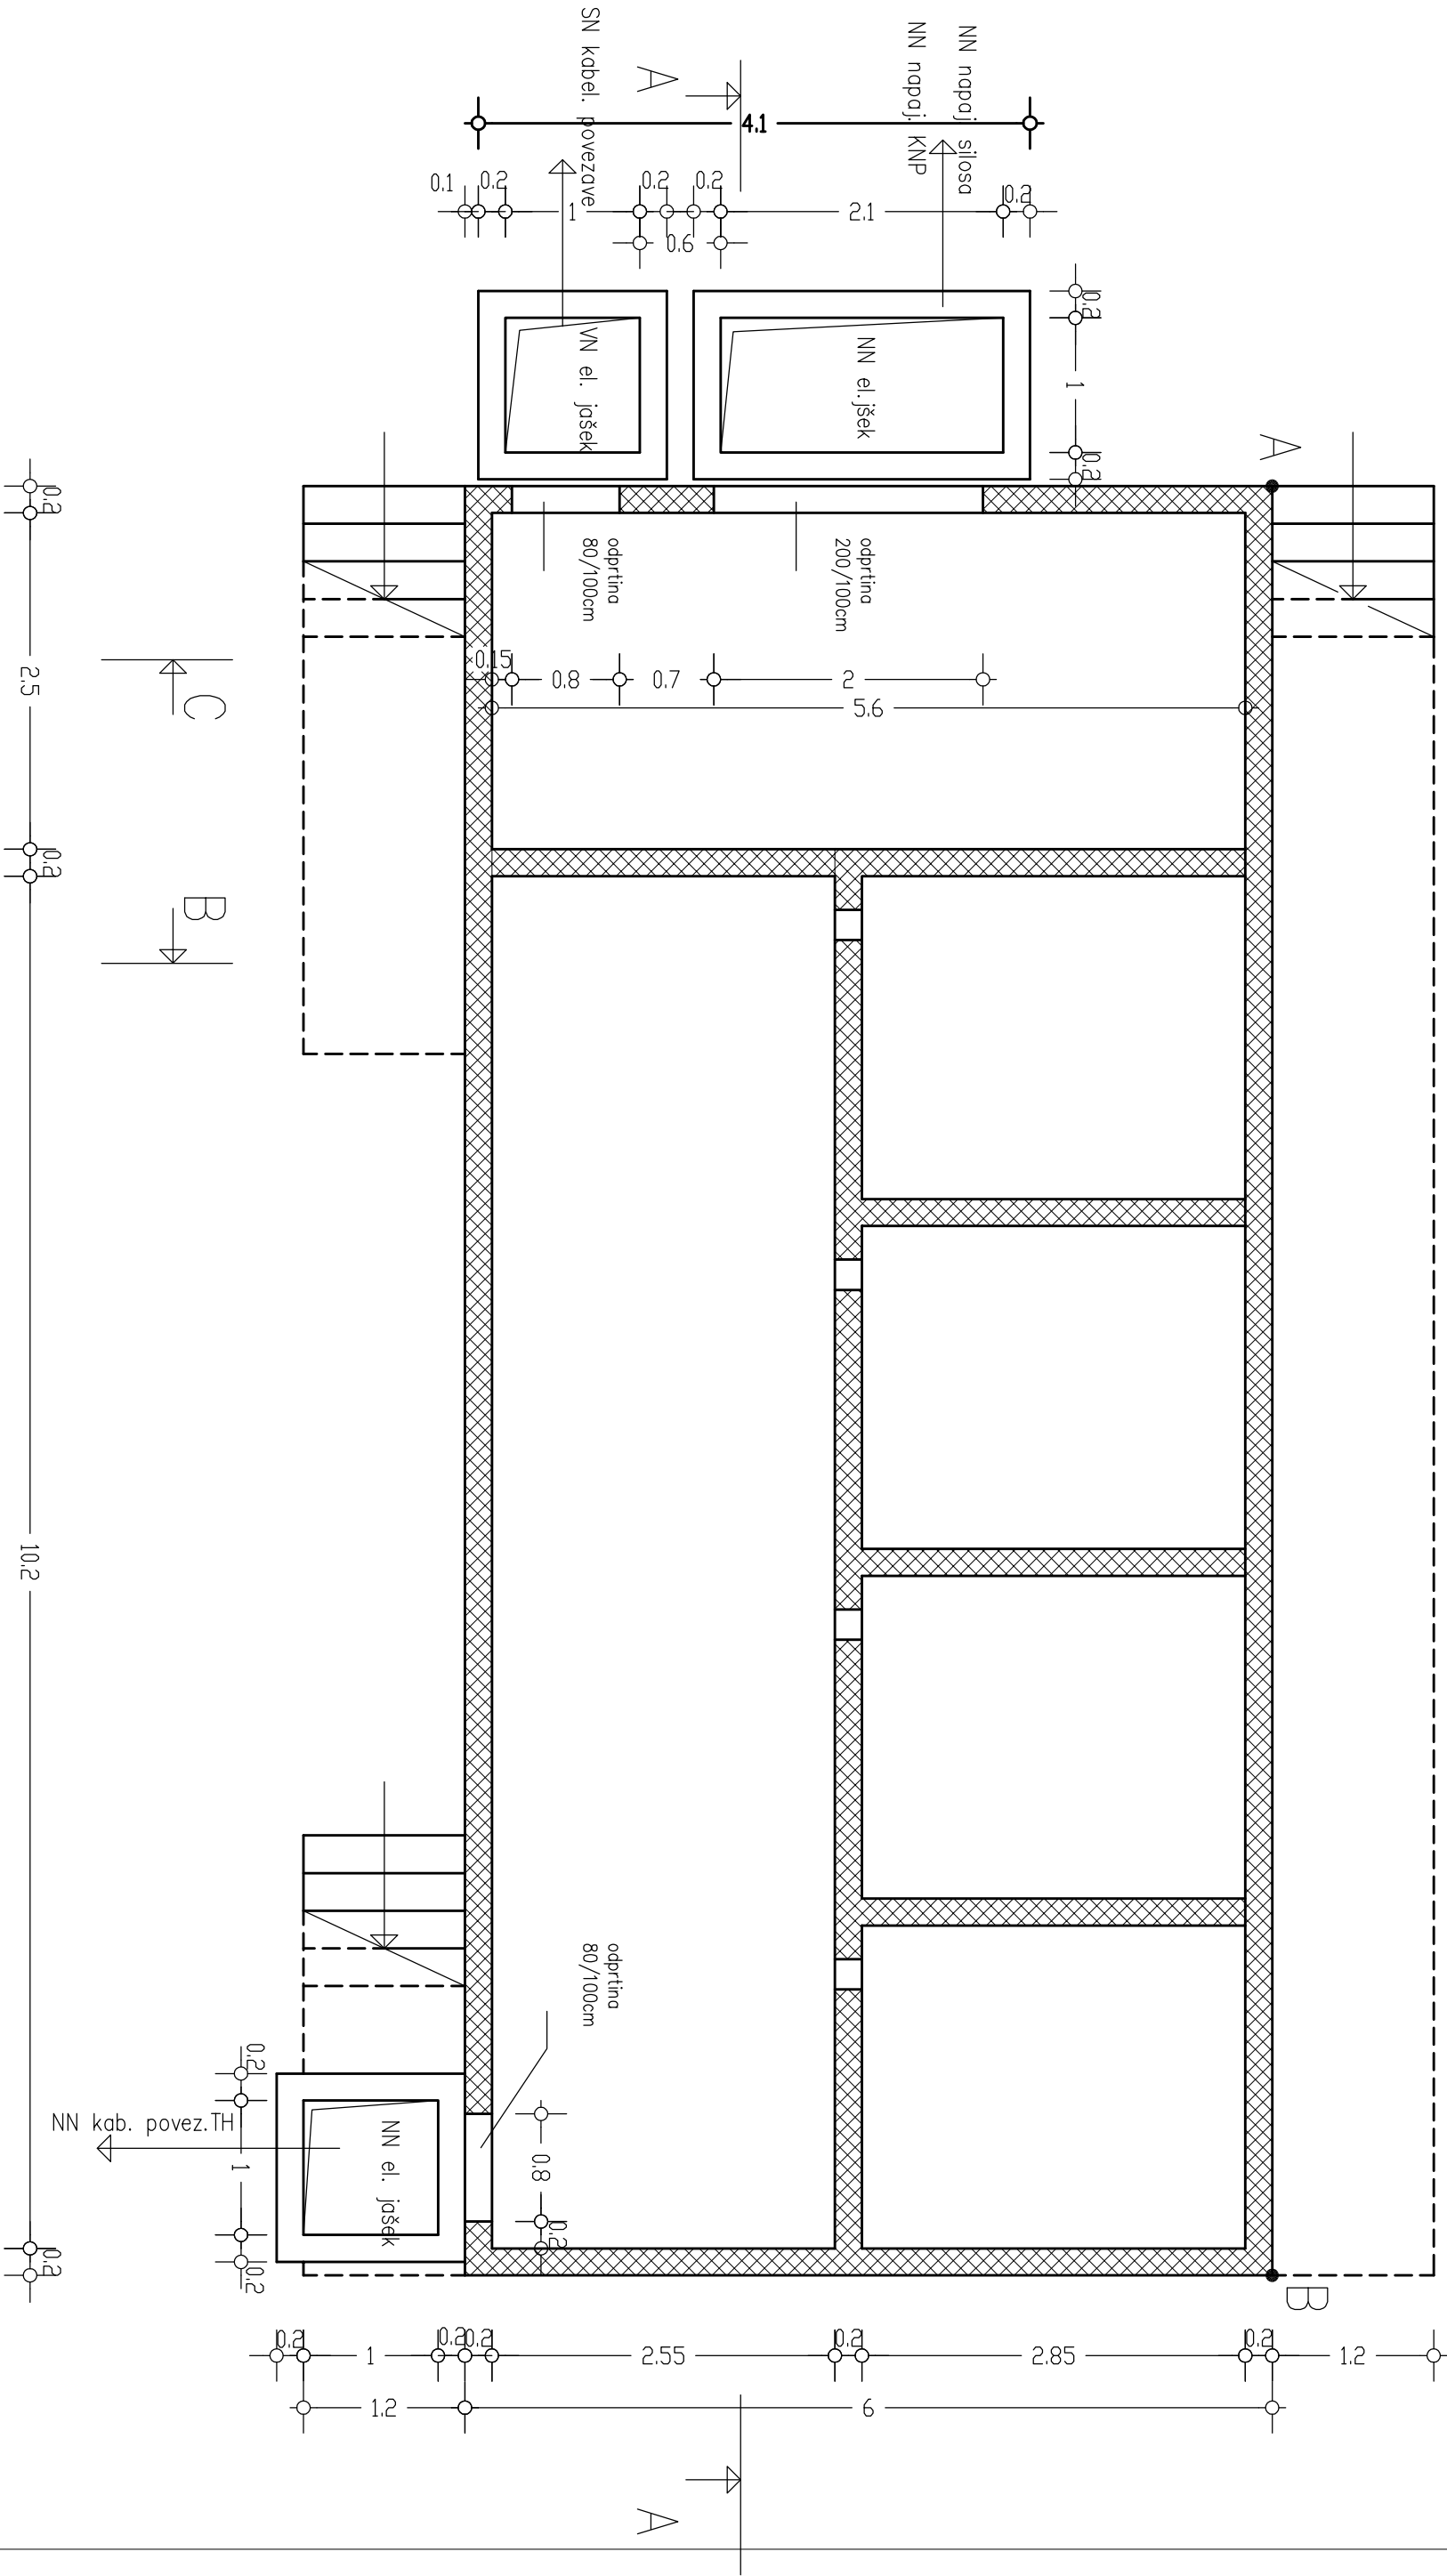 SN kabel. povezave
NN napaj. KNP
NN napaj. silosa
A
4.1
0.1
0.2
1
0.2
0.2
0.6
2.1
0.2
VN el. jašek
NN el.jšek
0.2
1
0.2
A
odprtina
80/100cm
odprtina
200/100cm
0.15
0.8
0.7
2
5.6
0.2
2.5
0.2
10.2
0.2
C
B
odprtina
80/100cm
NN kab. povez.TH
NN el. jašek
0.2
1
0.2
0.8
0.2
B
0.2
1
0.2
0.2
2.55
0.2
2.85
0.2
1.2
1.2
6
A